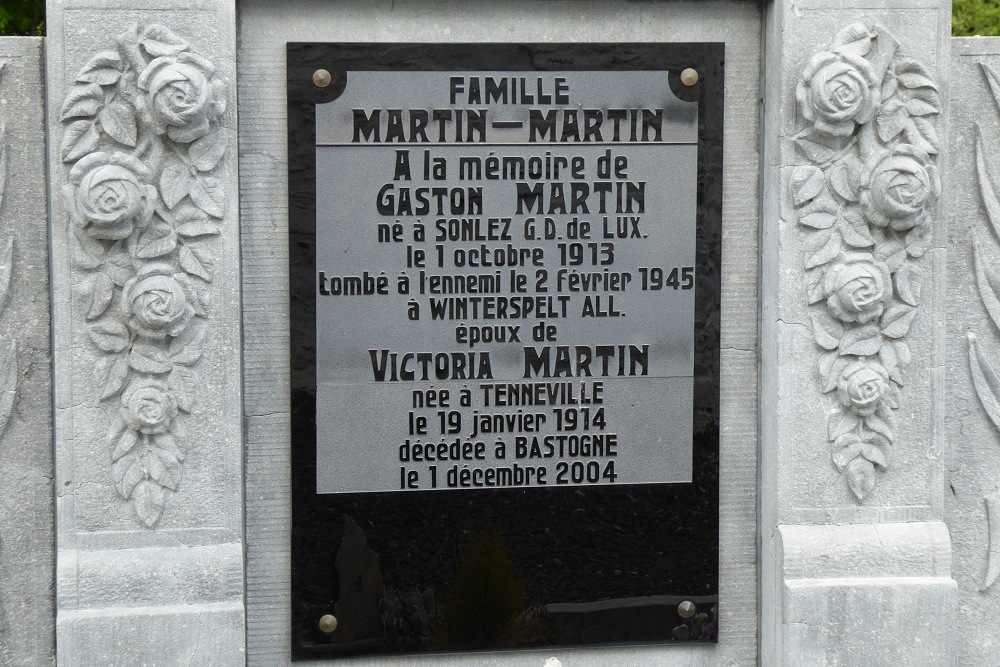 FAMILLE
MARTIN-MARTIN
A la mémoire de
GASTON MARTIN
né à SONLEZ G.D. de LUX.
le 1 octobre 1913
tombé à l'ennemi le 2 Février 1945
à WINTERSPELT ALL.
époux de
VICTORIA MARTIN
née à TENNEVILLE
le 19 janvier 1914
décédée à BASTOGNE
le 1 décembre 2004